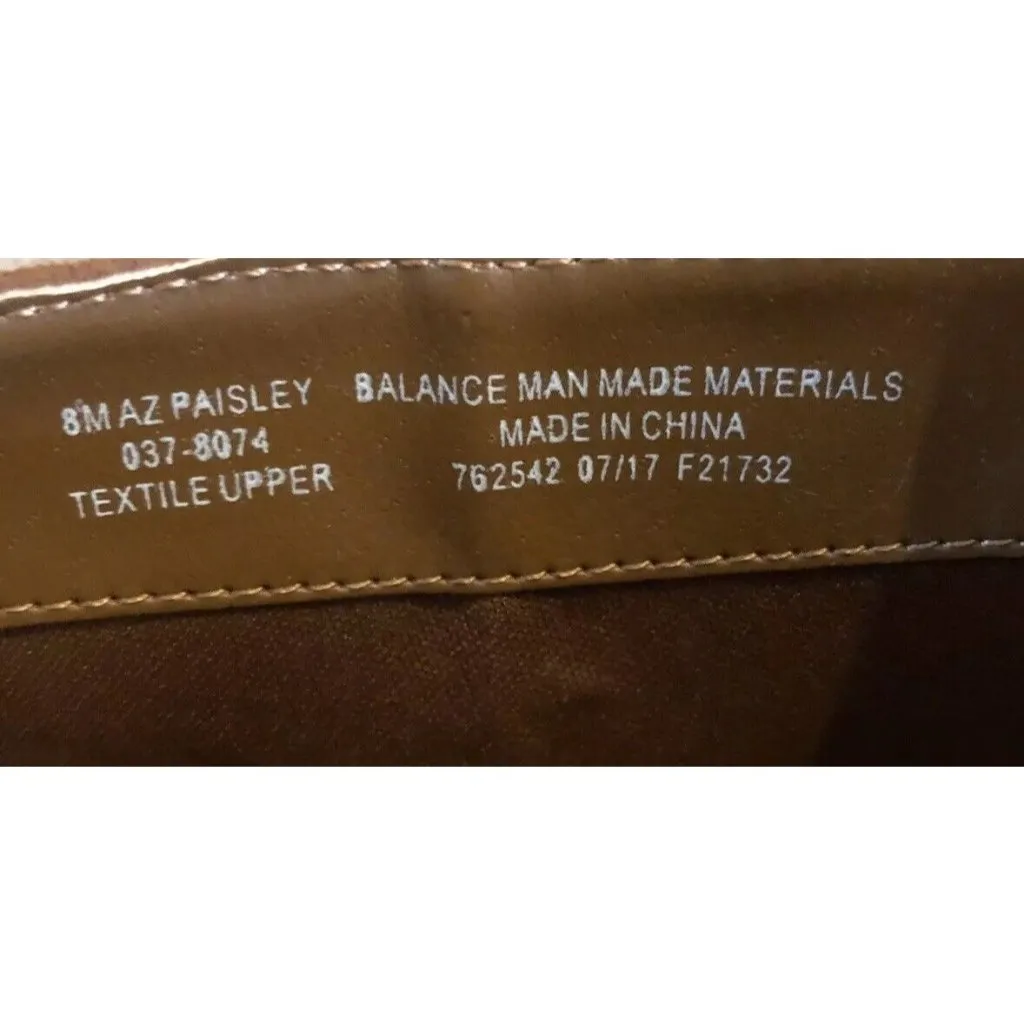 8M AZ PAISLEY
037-8074
TEXTILE UPPER
BALANCE MAN MADE MATERIALS
MADE IN CHINA
762542 07/17 F21732